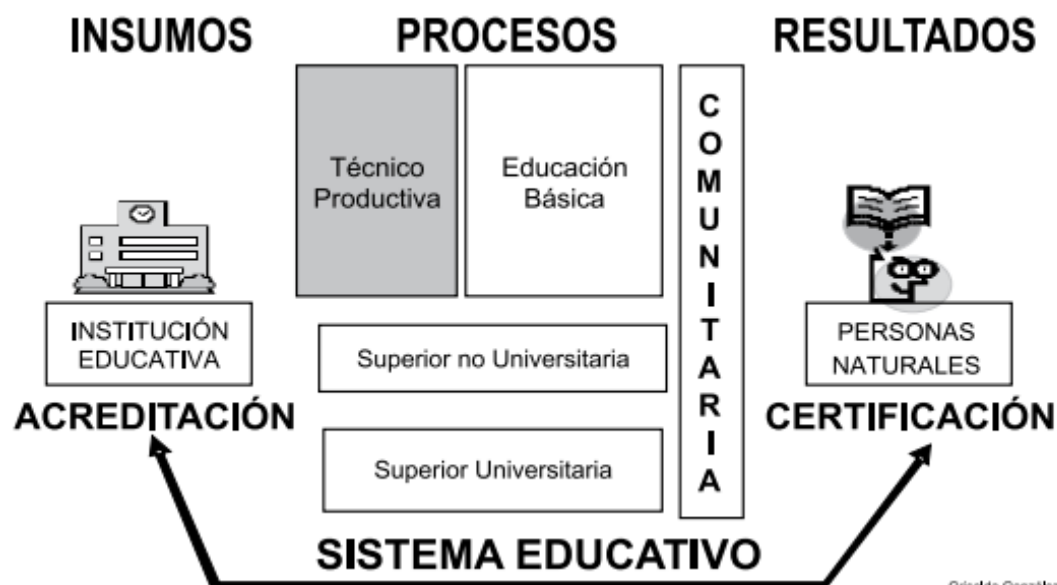 INSUMOS
PROCESOS
RESULTADOS
Técnico
Productiva
Educación
Básica
COMUNITARIA
INSTITUCIÓN
EDUCATIVA
Superior no Universitaria
PERSONAS
NATURALES
ACREDITACIÓN
CERTIFICACIÓN
Superior Universitaria
SISTEMA EDUCATIVO